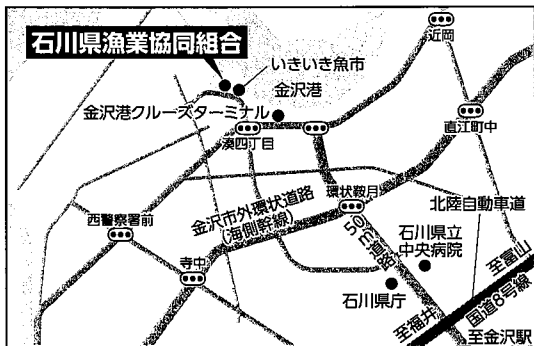 石川県漁業協同組合
近岡
いきいき魚市
金沢港
金沢港クルーズターミナル
湊四丁目
直江町中
環状鞍月
北陸自動車道
金沢市外環状道路
(海側幹線)
西警察署前
50m道路
石川県立
中央病院
寺中
至富山
石川県庁
国道8号線
至福井
至金沢駅